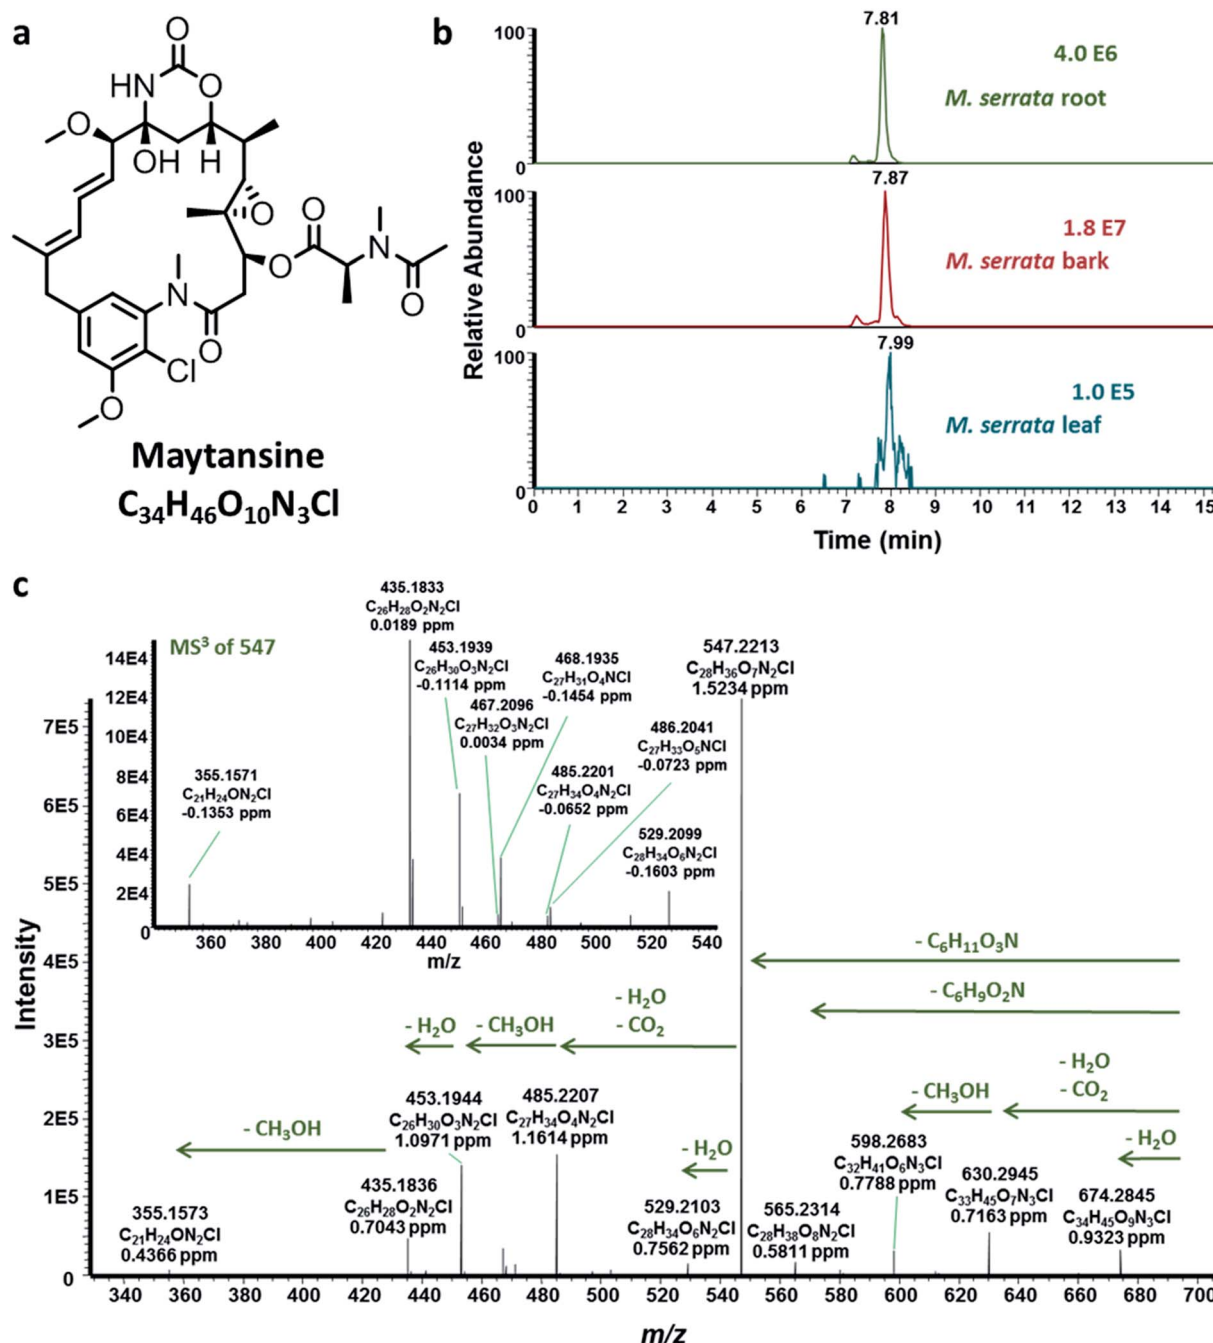 a
O
HN
O
O
OH
H
O
O
O
N
O
N
O
O
Cl
O
Maytansine
C₃₄H₄₆O₁₀N₃Cl
b
Relative Abundance
100
0
7.81
4.0 E6
M. serrata root
100
0
7.87
1.8 E7
M. serrata bark
100
0
7.99
1.0 E5
M. serrata leaf
0 1 2 3 4 5 6 7 8 9 10 11 12 13 14 15
Time (min)
c
MS³ of 547
14E4
12E4
10E4
8E4
6E4
4E4
2E4
0
360 380 400 420 440 460 480 500 520 540
m/z
355.1571
C₂₁H₂₄ON₂Cl
-0.1353 ppm
435.1833
C₂₆H₂₈O₂N₂Cl
0.0189 ppm
453.1939
C₂₆H₃₀O₃N₂Cl
-0.1114 ppm
467.2096
C₂₇H₃₂O₃N₂Cl
0.0034 ppm
468.1935
C₂₇H₃₁O₄NCl
-0.1454 ppm
485.2201
C₂₇H₃₄O₄N₂Cl
-0.0652 ppm
486.2041
C₂₇H₃₃O₅NCl
-0.0723 ppm
529.2099
C₂₈H₃₄O₆N₂Cl
-0.1603 ppm
547.2213
C₂₈H₃₆O₇N₂Cl
1.5234 ppm
Intensity
7E5
6E5
5E5
4E5
3E5
2E5
1E5
0
- C₆H₁₁O₃N
- C₆H₉O₂N
- H₂O
- CH₃OH
- H₂O
- CO₂
- H₂O
- CO₂
- CH₃OH
- H₂O
- CH₃OH
- H₂O
355.1573
C₂₁H₂₄ON₂Cl
0.4366 ppm
435.1836
C₂₆H₂₈O₂N₂Cl
0.7043 ppm
453.1944
C₂₆H₃₀O₃N₂Cl
1.0971 ppm
485.2207
C₂₇H₃₄O₄N₂Cl
1.1614 ppm
529.2103
C₂₈H₃₄O₆N₂Cl
0.7562 ppm
565.2314
C₂₈H₃₈O₈N₂Cl
0.5811 ppm
598.2683
C₃₂H₄₁O₆N₃Cl
0.7788 ppm
630.2945
C₃₃H₄₅O₇N₃Cl
0.7163 ppm
674.2845
C₃₄H₄₅O₉N₃Cl
0.9323 ppm
340 360 380 400 420 440 460 480 500 520 540 560 580 600 620 640 660 680 700
m/z